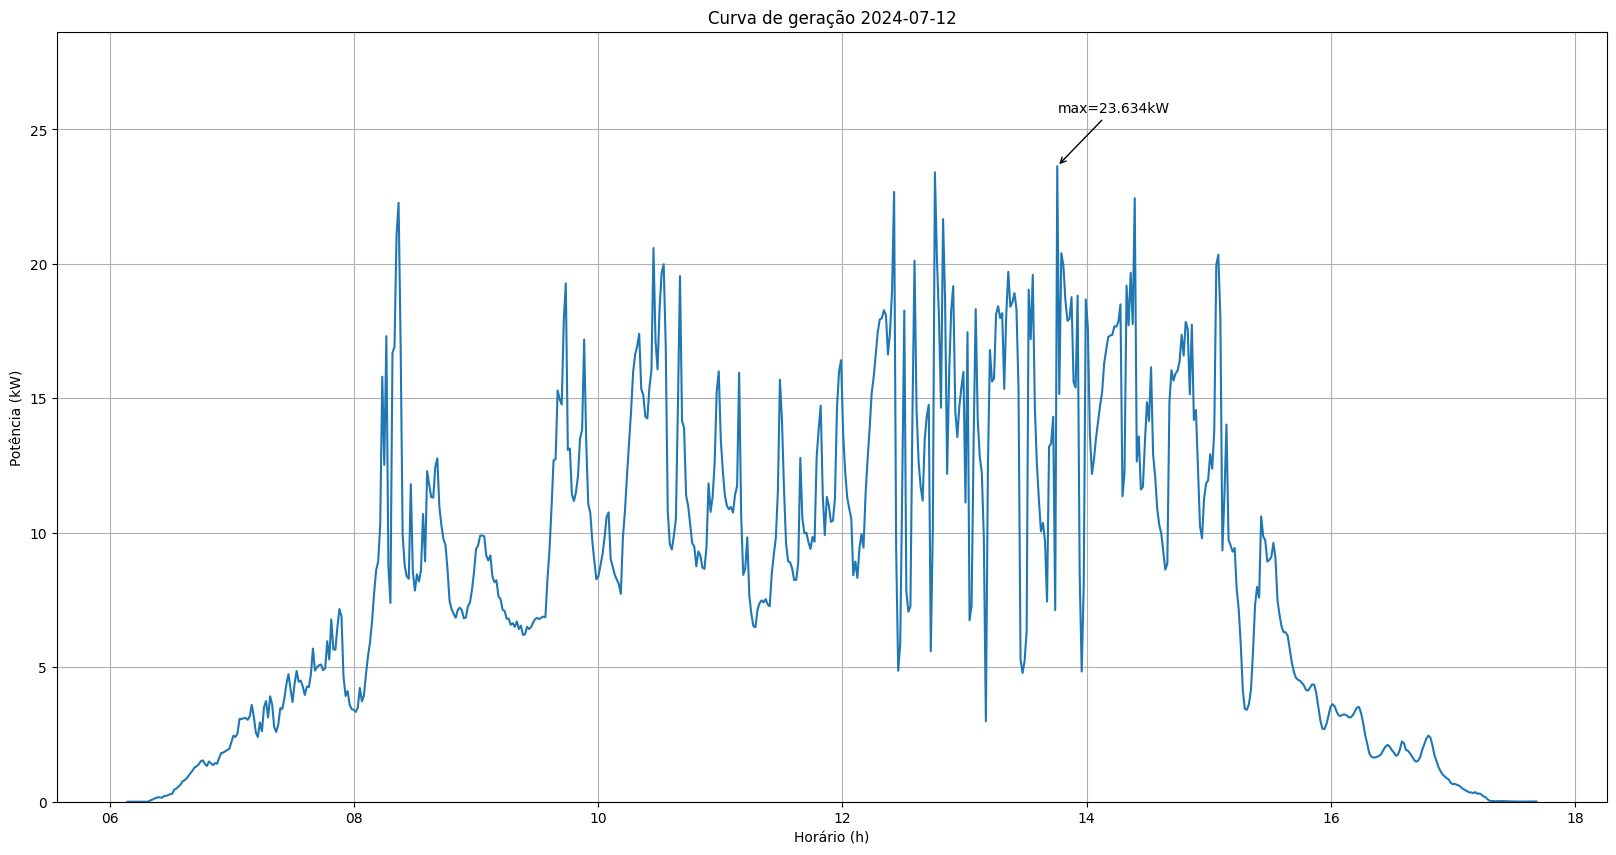 Curva de geração 2024-07-12
max=23.634kW
25
20
15
10
5
0
Potência (kW)
06 08 10 12 14 16 18
Horário (h)